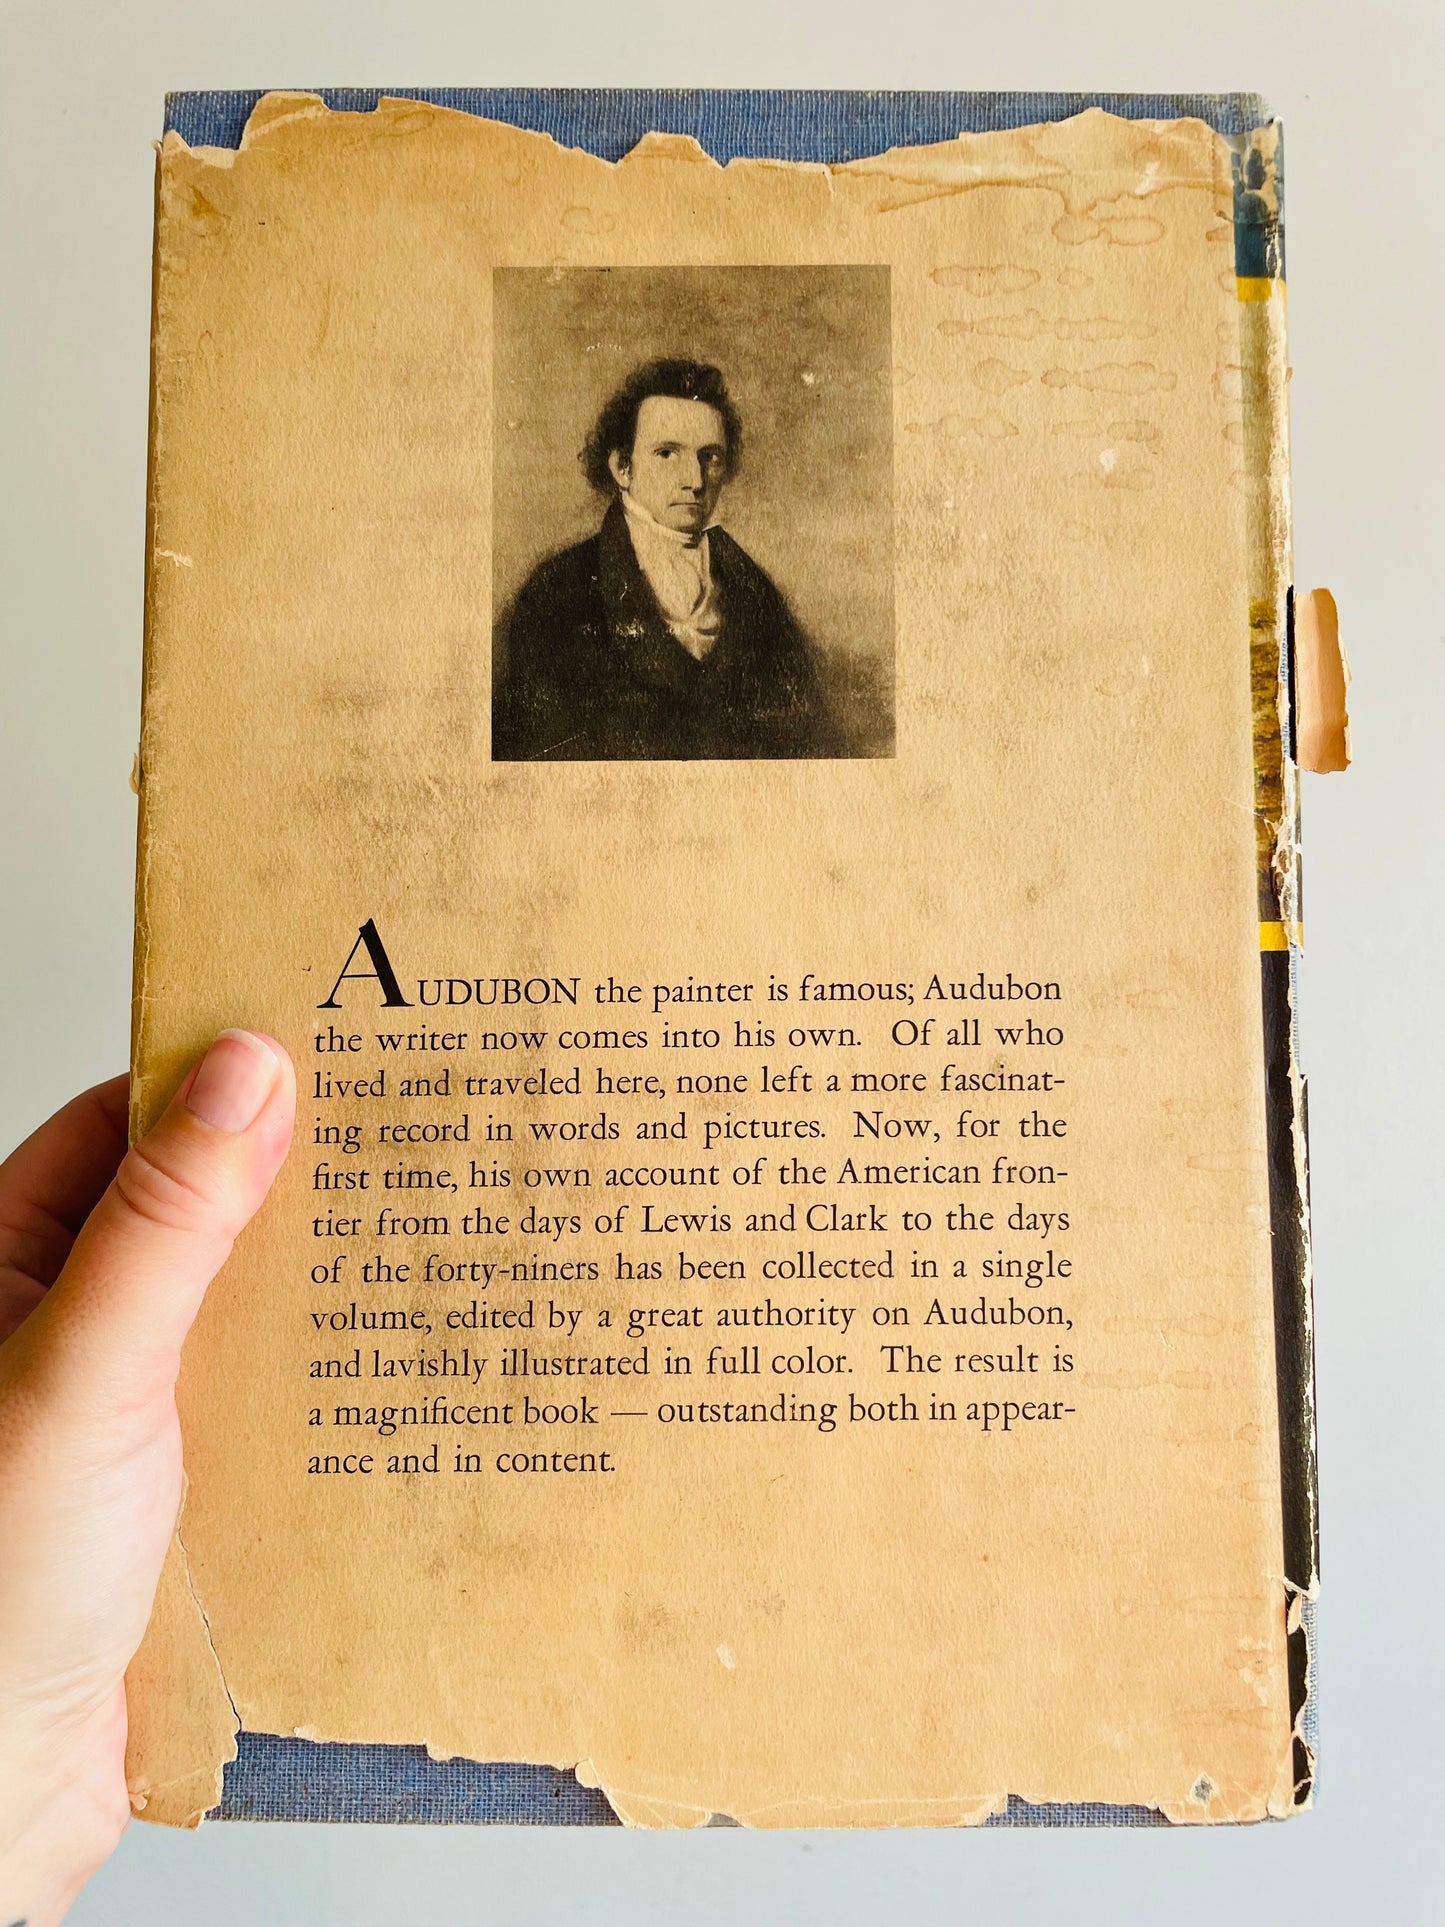 AUDUBON the painter is famous; Audubon
the writer now comes into his own. Of all who
lived and traveled here, none left a more fascinat-
ing record in words and pictures. Now, for the
first time, his own account of the American fron-
tier from the days of Lewis and Clark to the days
of the forty-niners has been collected in a single
volume, edited by a great authority on Audubon,
and lavishly illustrated in full color. The result is
a magnificent book — outstanding both in appear-
ance and in content.